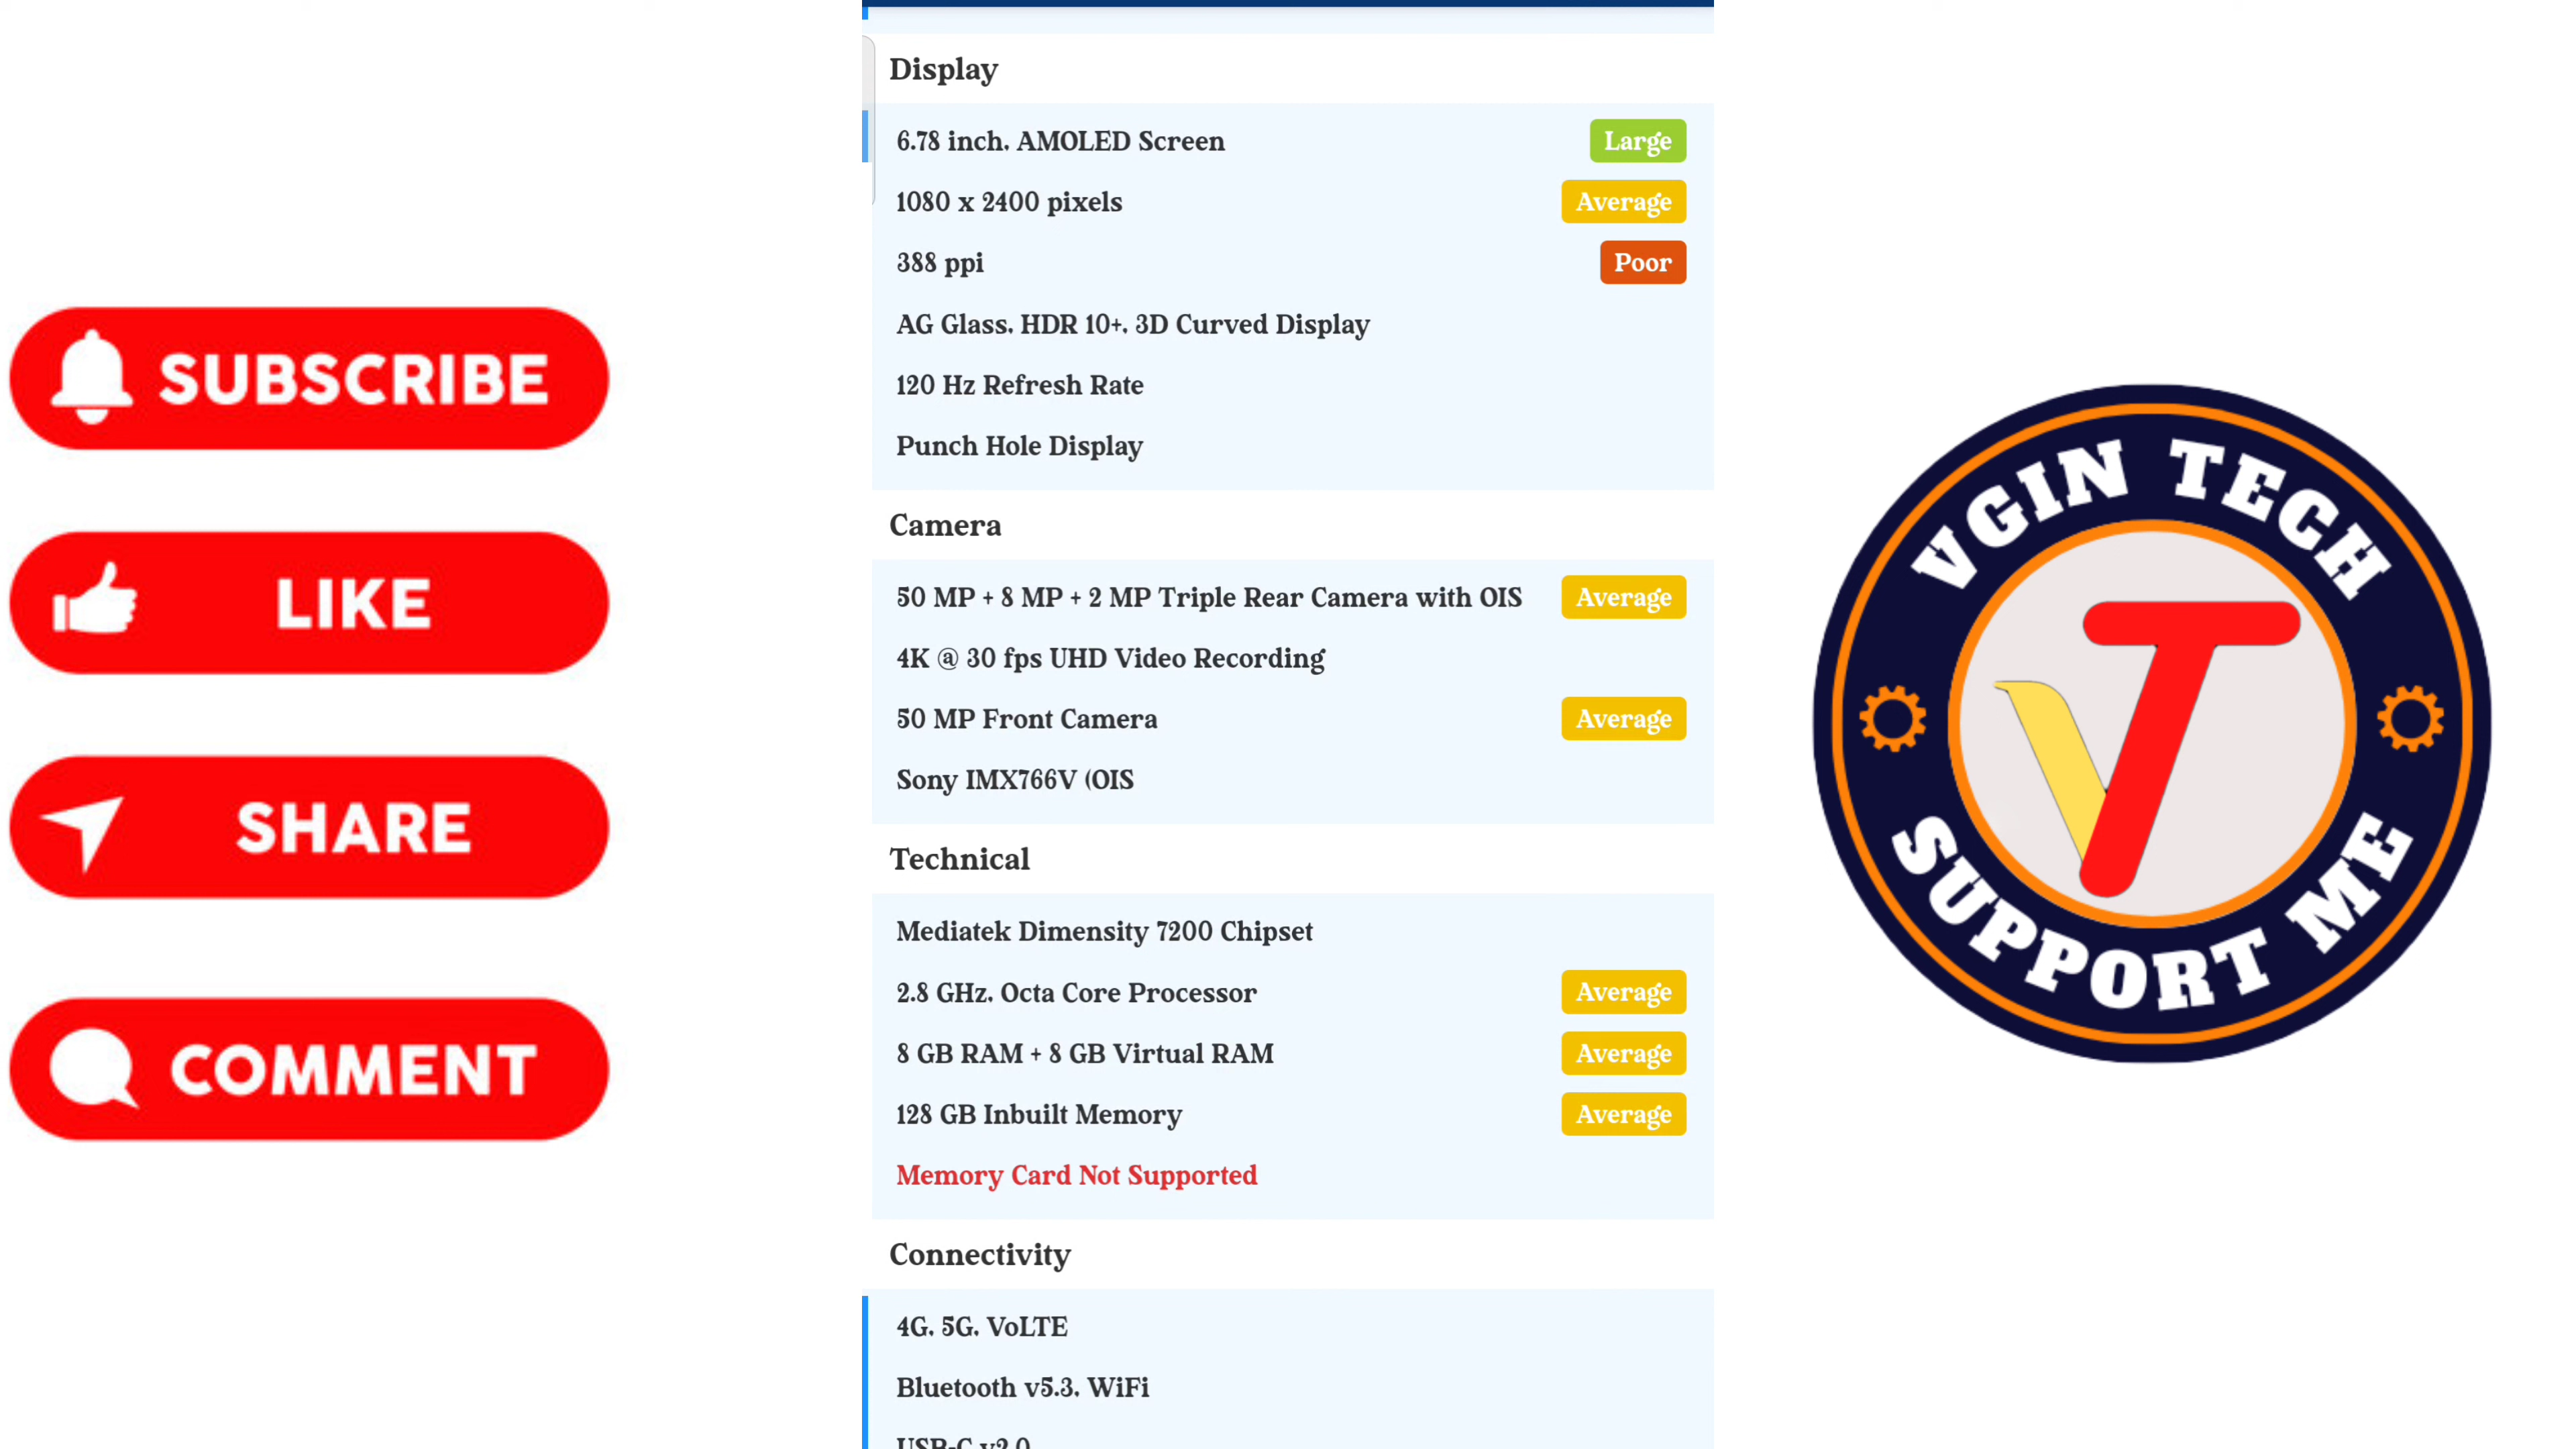 SUBSCRIBE
LIKE
SHARE
COMMENT
Display
6.78 inch, AMOLED Screen
Large
1080 x 2400 pixels
Average
388 ppi
Poor
AG Glass, HDR 10+, 3D Curved Display
120 Hz Refresh Rate
Punch Hole Display
Camera
50 MP + 8 MP + 2 MP Triple Rear Camera with OIS
Average
4K @ 30 fps UHD Video Recording
50 MP Front Camera
Average
Sony IMX766V (OIS
Technical
Mediatek Dimensity 7200 Chipset
2.8 GHz, Octa Core Processor
Average
8 GB RAM + 8 GB Virtual RAM
Average
128 GB Inbuilt Memory
Average
Memory Card Not Supported
Connectivity
4G, 5G, VoLTE
Bluetooth v5.3, WiFi
USB-C v2.0
VGIN TECH
VT
SUPPORT ME